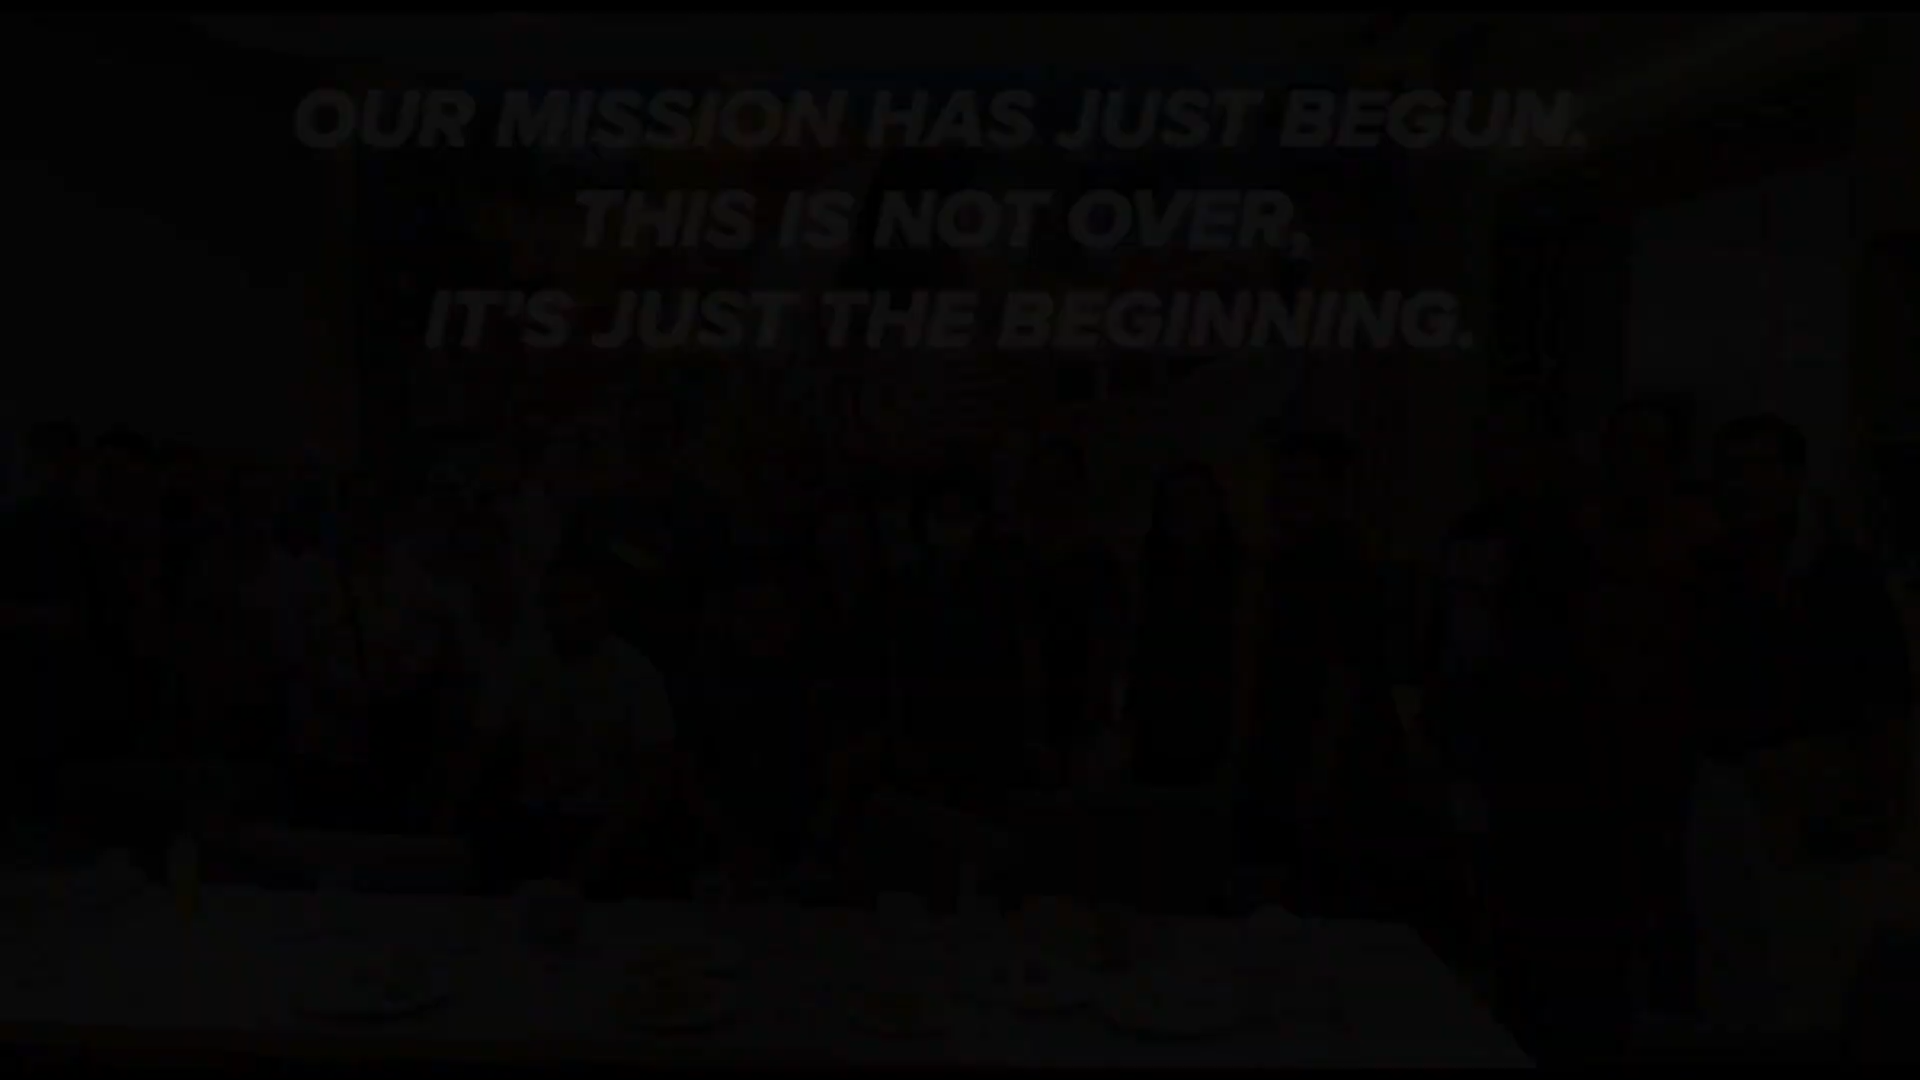 OUR MISSION HAS JUST BEGUN.
THIS IS NOT OVER,
IT'S JUST THE BEGINNING.